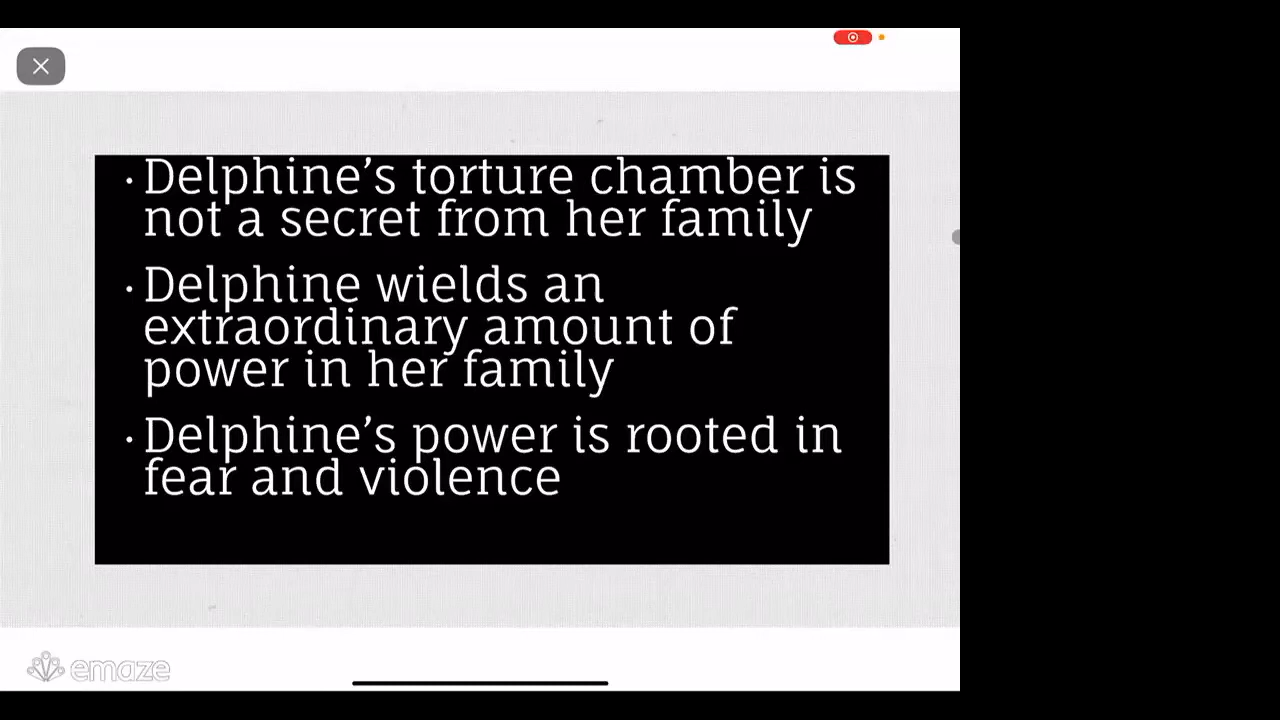 · Delphine’s torture chamber is
not a secret from her family
· Delphine wields an
extraordinary amount of
power in her family
· Delphine’s power is rooted in
fear and violence
emaze